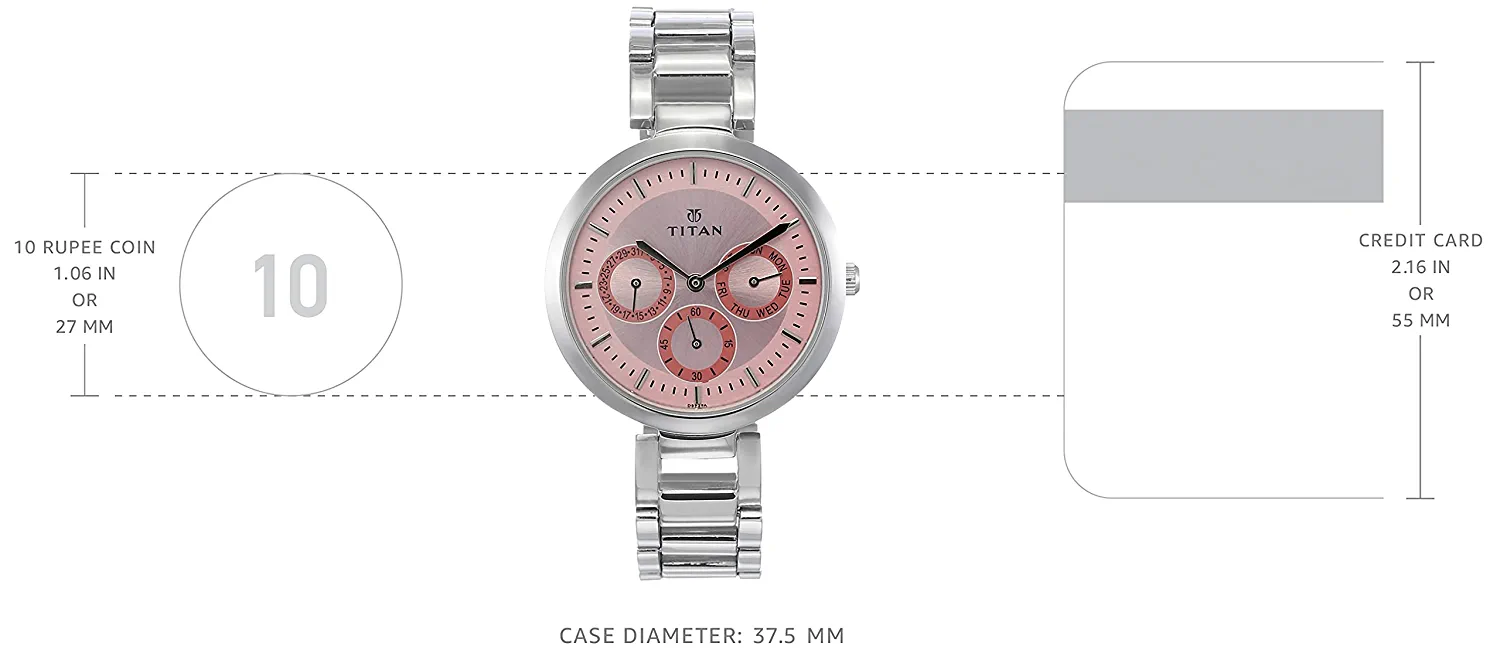 10 RUPEE COIN
1.06 IN
OR
27 MM
10
TITAN
MON
TUE
WED
THU
FRI
60
15
30
45
CREDIT CARD
2.16 IN
OR
55 MM
CASE DIAMETER: 37.5 MM